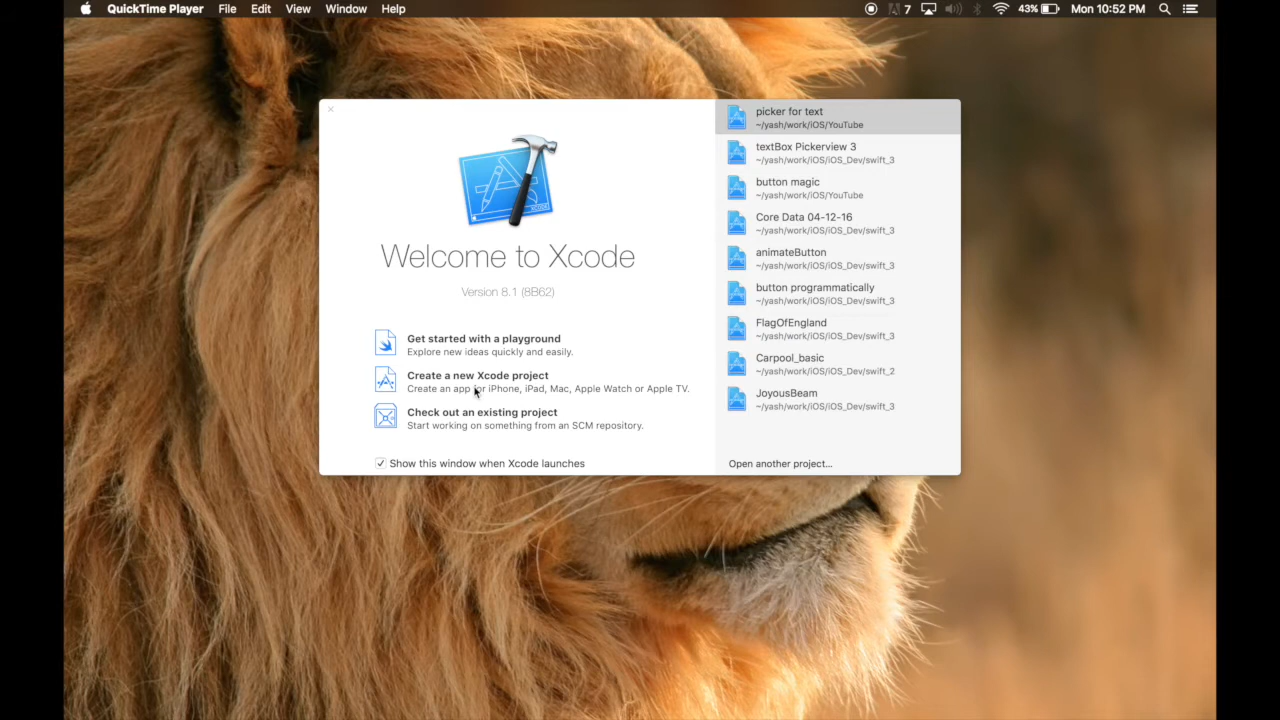 QuickTime Player File Edit View Window Help 7 43% Mon 10:52 PM
Welcome to Xcode
Version 8.1 (8B62)
Get started with a playground
Explore new ideas quickly and easily.
Create a new Xcode project
Create an app for iPhone, iPad, Mac, Apple Watch or Apple TV.
Check out an existing project
Start working on something from an SCM repository.
Show this window when Xcode launches
picker for text
~/yash/work/iOS/YouTube
textBox Pickerview 3
~/yash/work/iOS/iOS_Dev/swift_3
button magic
~/yash/work/iOS/YouTube
Core Data 04-12-16
~/yash/work/iOS/iOS_Dev/swift_3
animateButton
~/yash/work/iOS/iOS_Dev/swift_3
button programmatically
~/yash/work/iOS/iOS_Dev/swift_3
FlagOfEngland
~/yash/work/iOS/iOS_Dev/swift_3
Carpool_basic
~/yash/work/iOS/iOS_Dev/swift_2
JoyousBeam
~/yash/work/iOS/iOS_Dev/swift_3
Open another project...